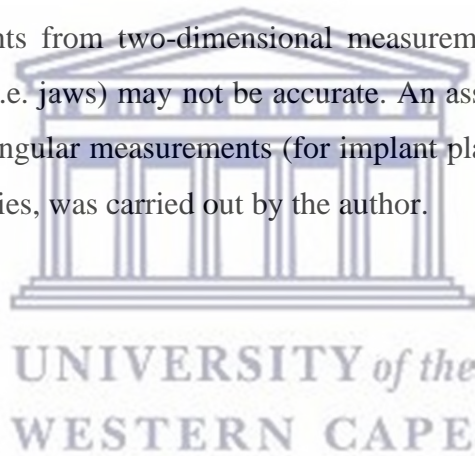 nts from two-dimensional measurem
.e. jaws) may not be accurate. An ass
ngular measurements (for implant pla
ies, was carried out by the author.
UNIVERSITY of the
WESTERN CAPE